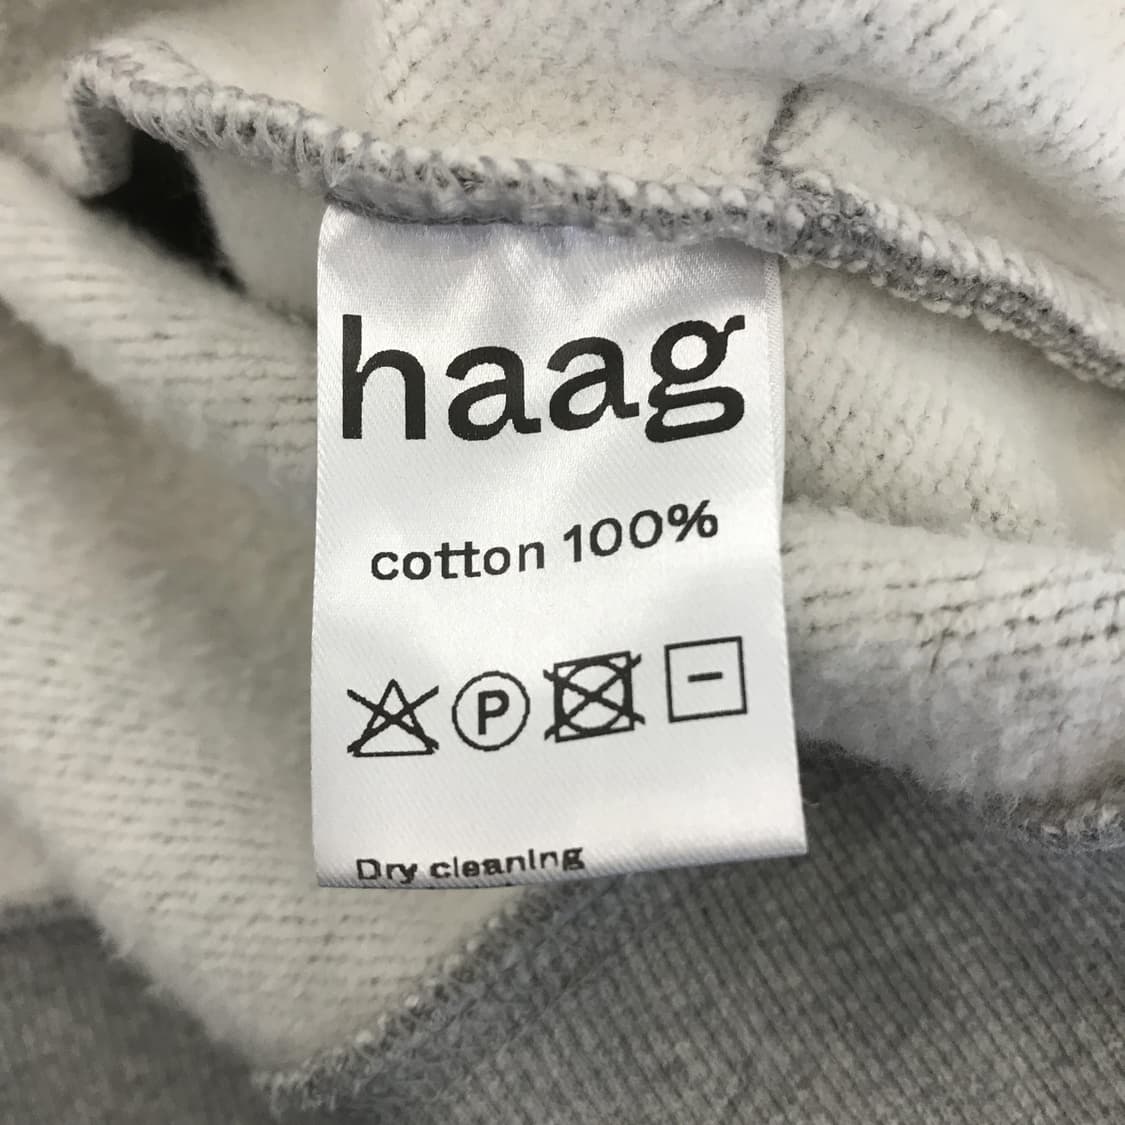 haag
cotton 100%
P
Dry cleaning